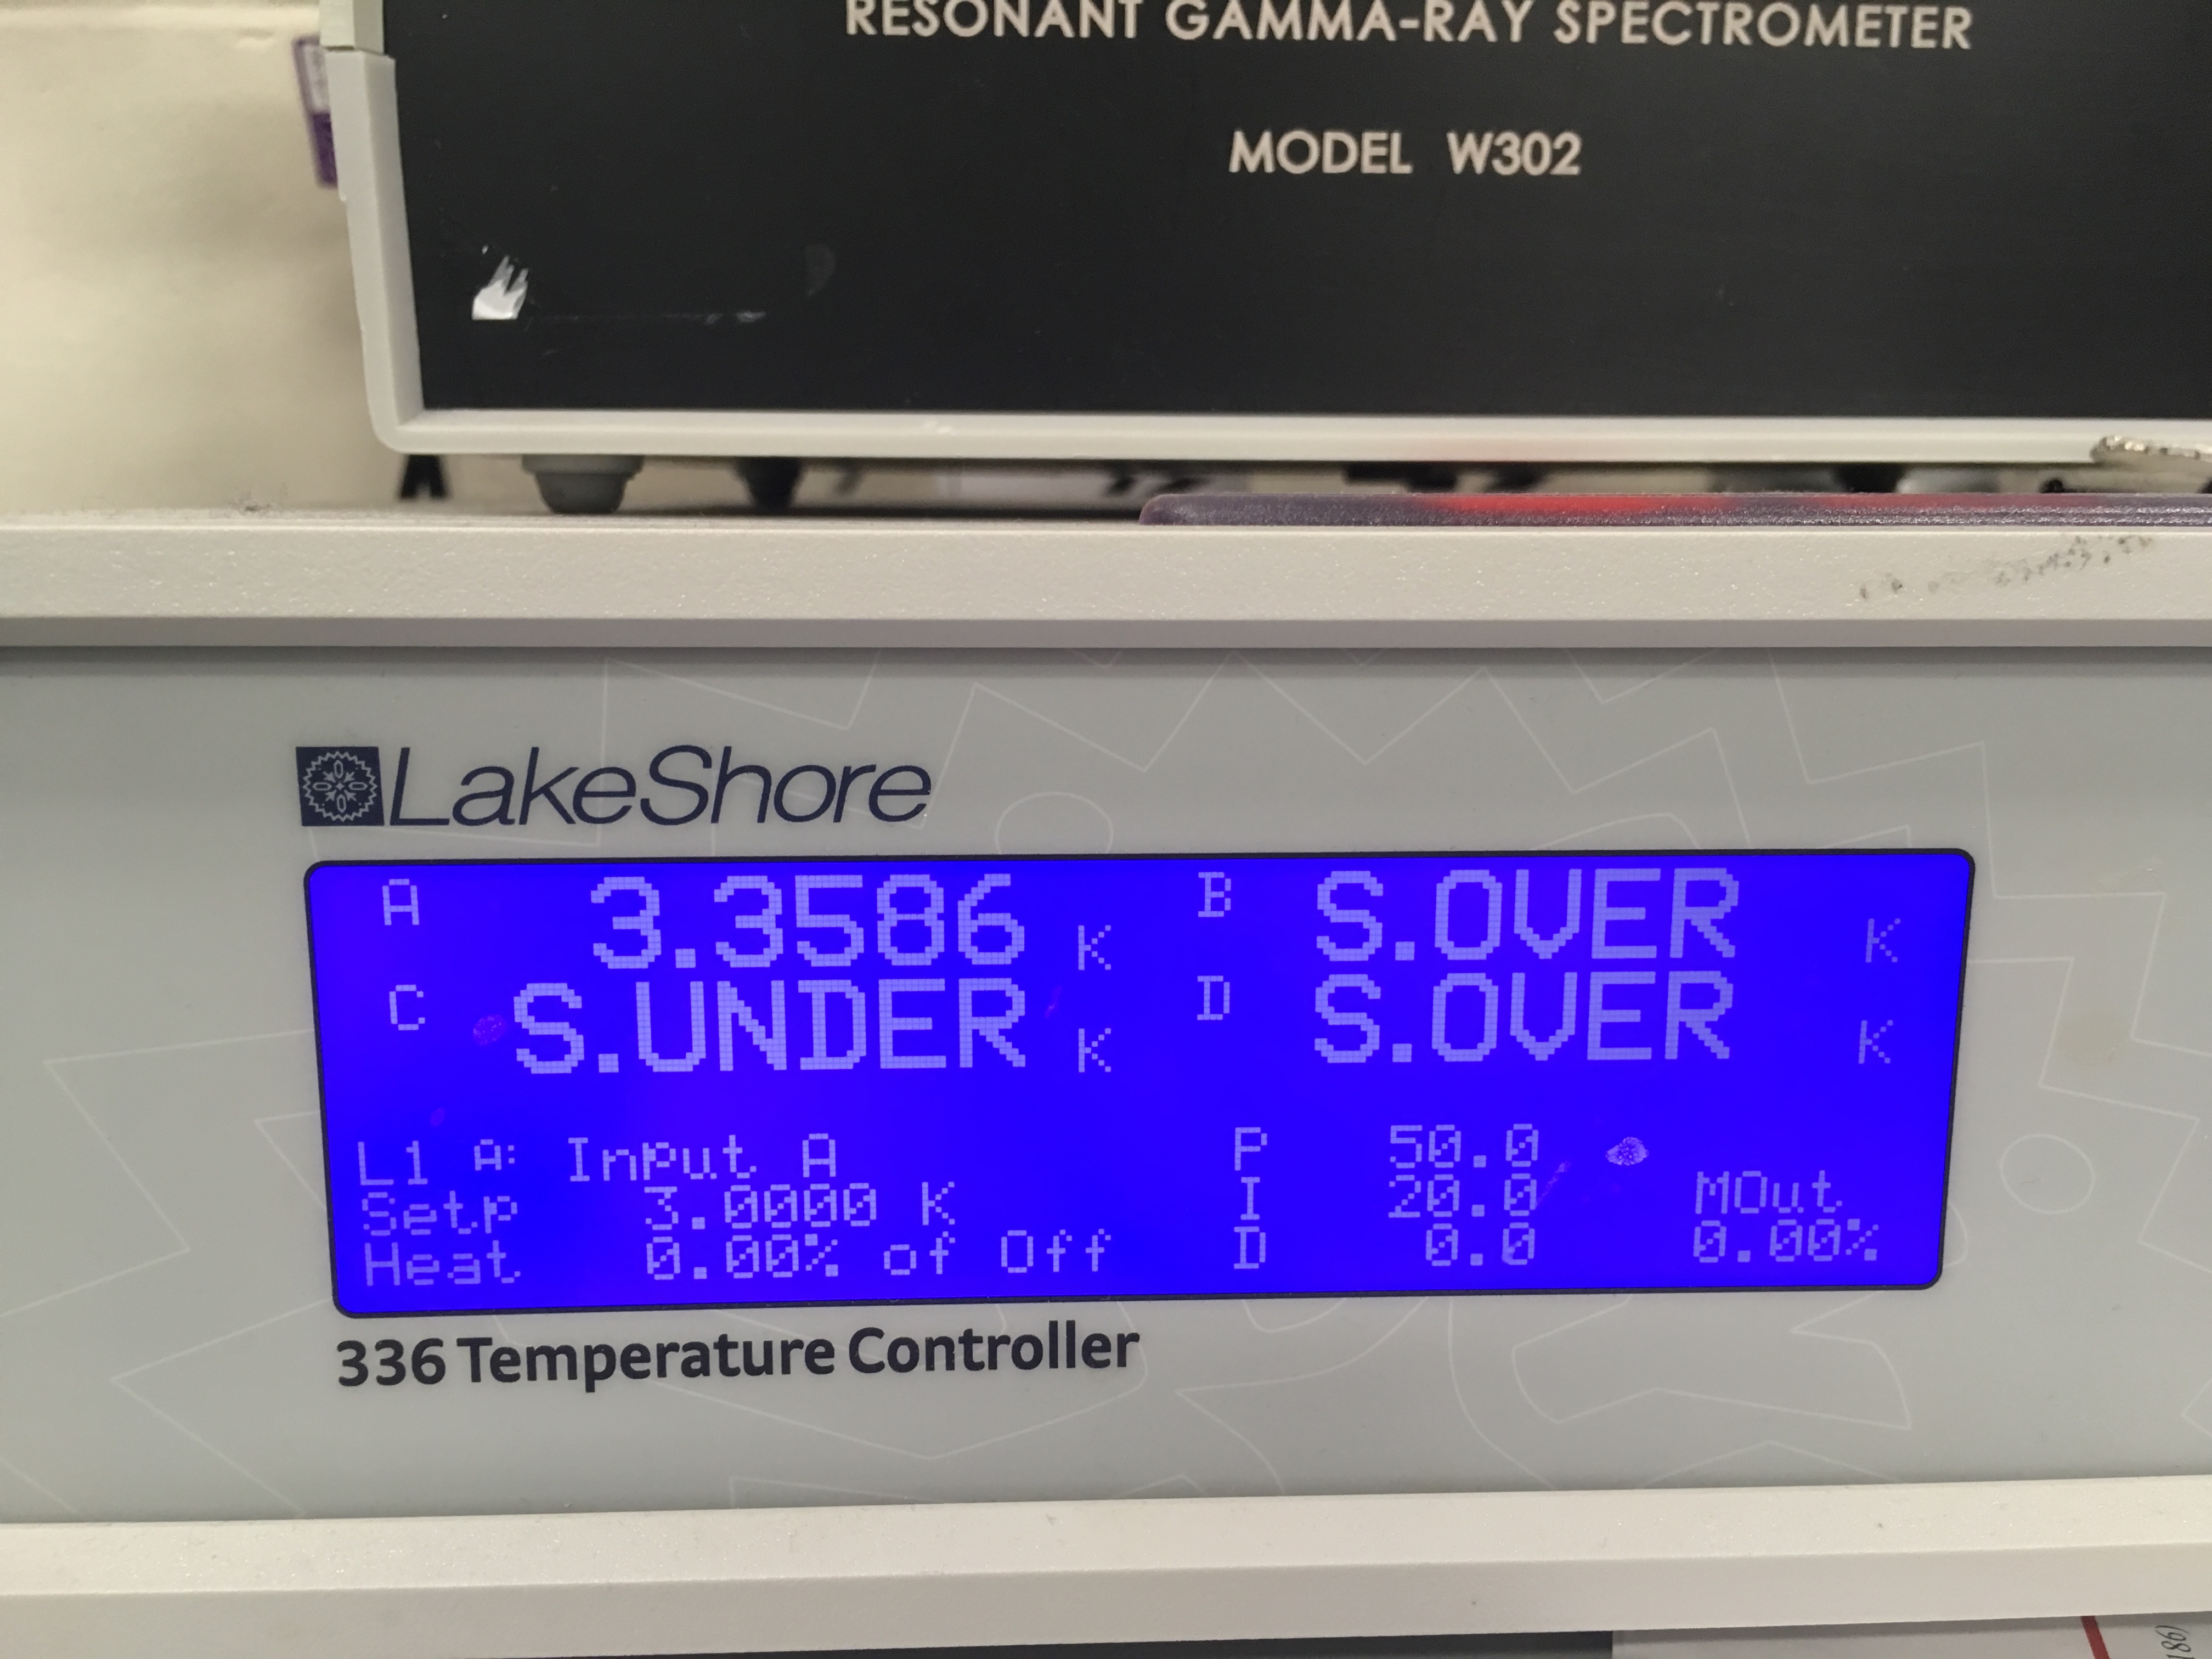 RESONANT GAMMA-RAY SPECTROMETER
MODEL W302
LakeShore
A 3.3586 K B S.OVER K
C S.UNDER K D S.OVER K
L1 A: Input A P 50.0
Setp 3.0000 K I 20.0 MOut
Heat 0.00% of Off D 0.0 0.00%
336 Temperature Controller
186)